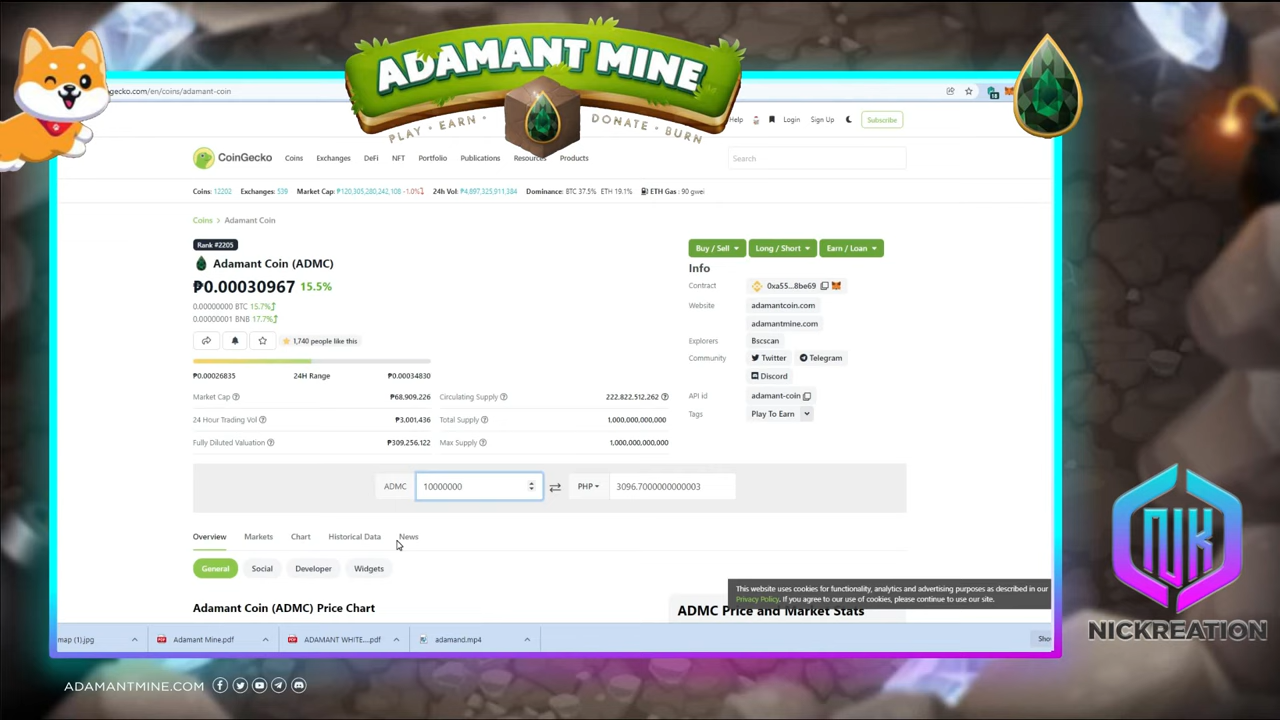 ADAMANT MINE
PLAY • EARN • DONATE • BURN
gecko.com/en/coins/adamant-coin
Help Login Sign Up Subscribe
CoinGecko Coins Exchanges DeFi NFT Portfolio Publications Resources Products Search
Coins: 12202 Exchanges: 539 Market Cap: ₱120,305,280,242,108 -1.0% 24h Vol: ₱4,897,325,911,384 Dominance: BTC 37.5% ETH 19.1% ETH Gas: 90 gwei
Coins > Adamant Coin
Rank #2205
Adamant Coin (ADMC)
₱0.00030967 15.5%
0.00000000 BTC 15.7%
0.00000001 BNB 17.7%
1,740 people like this
₱0.00026835 24H Range ₱0.00034830
Market Cap ₱68,909,226 Circulating Supply 222,822,512,262
24 Hour Trading Vol ₱3,001,436 Total Supply 1,000,000,000,000
Fully Diluted Valuation ₱309,256,122 Max Supply 1,000,000,000,000
Buy / Sell Long / Short Earn / Loan
Info
Contract 0xa55...8be69
Website adamantcoin.com
adamantmine.com
Explorers Bscscan
Community Twitter Telegram
Discord
API id adamant-coin
Tags Play To Earn
ADMC 10000000 PHP 3096.7000000000003
Overview Markets Chart Historical Data News
General Social Developer Widgets
Adamant Coin (ADMC) Price Chart
ADMC Price and Market Stats
This website uses cookies for functionality, analytics and advertising purposes as described in our
Privacy Policy. If you agree to our use of cookies, please continue to use our site.
map (1).jpg Adamant Mine.pdf ADAMANT WHITE....pdf adamand.mp4 Sho
NICKREATION
ADAMANTMINE.COM